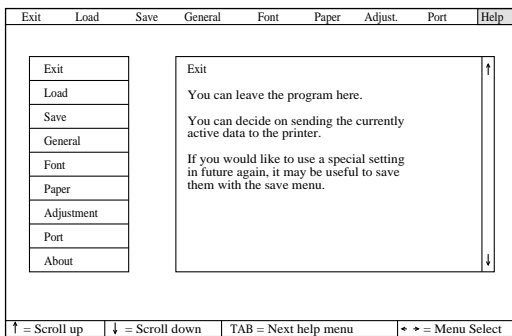 Exit Load Save General Font Paper Adjust. Port Help
Exit
Load
Save
General
Font
Paper
Adjustment
Port
About
Exit
You can leave the program here.
You can decide on sending the currently
active data to the printer.
If you would like to use a special setting
in future again, it may be useful to save
them with the save menu.
↑ = Scroll up ↓ = Scroll down TAB = Next help menu ← → = Menu Select